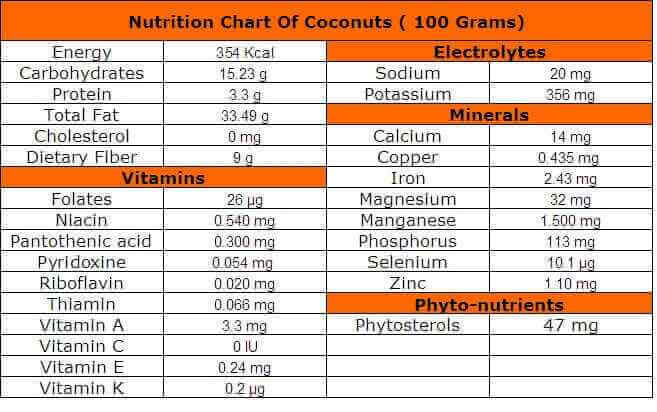 Nutrition Chart Of Coconuts ( 100 Grams)
Energy 354 Kcal Electrolytes
Carbohydrates 15.23 g Sodium 20 mg
Protein 3.3 g Potassium 356 mg
Total Fat 33.49 g Minerals
Cholesterol 0 mg Calcium 14 mg
Dietary Fiber 9 g Copper 0.435 mg
Vitamins Iron 2.43 mg
Folates 26 µg Magnesium 32 mg
Niacin 0.540 mg Manganese 1.500 mg
Pantothenic acid 0.300 mg Phosphorus 113 mg
Pyridoxine 0.054 mg Selenium 10.1 µg
Riboflavin 0.020 mg Zinc 1.10 mg
Thiamin 0.066 mg Phyto-nutrients
Vitamin A 3.3 mg Phytosterols 47 mg
Vitamin C 0 IU
Vitamin E 0.24 mg
Vitamin K 0.2 µg